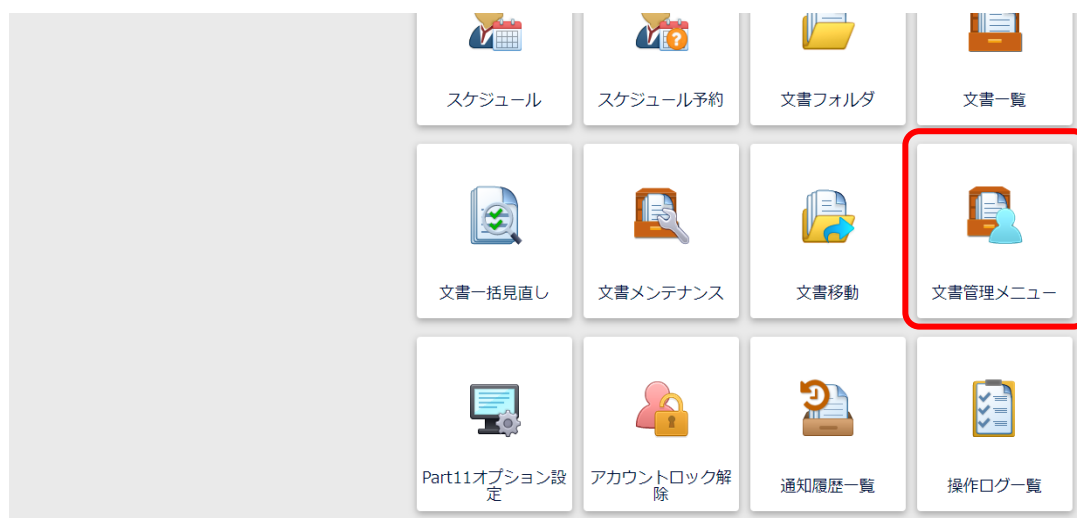 スケジュール
スケジュール予約
文書フォルダ
文書一覧
文書一括見直し
文書メンテナンス
文書移動
文書管理メニュー
Part11オプション設
定
アカウントロック解
除
通知履歴一覧
操作ログ一覧